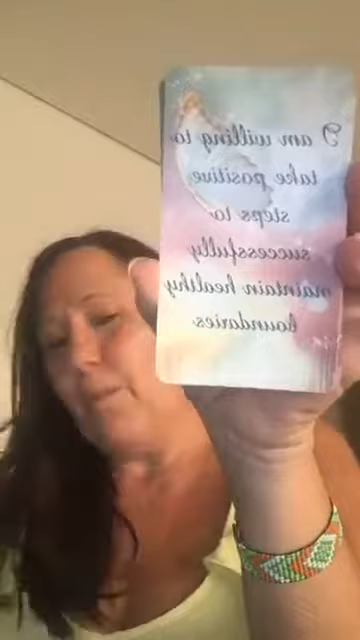 I am willing to
take positive
steps to
successfully
maintain healthy
boundaries.